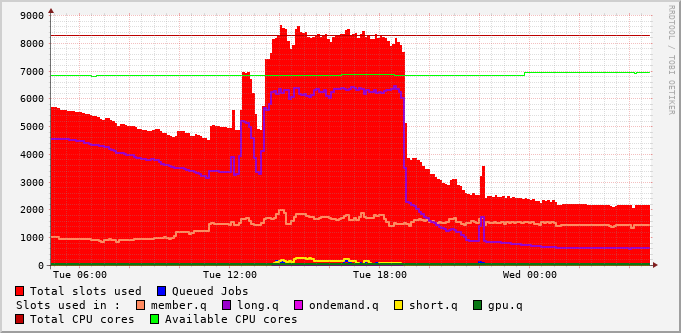 9000
8000
7000
6000
5000
4000
3000
2000
1000
0
Tue 06:00 Tue 12:00 Tue 18:00 Wed 00:00
RRDTOOL / TOBI OETIKER
Total slots used Queued Jobs
Slots used in : member.q long.q ondemand.q short.q gpu.q
Total CPU cores Available CPU cores